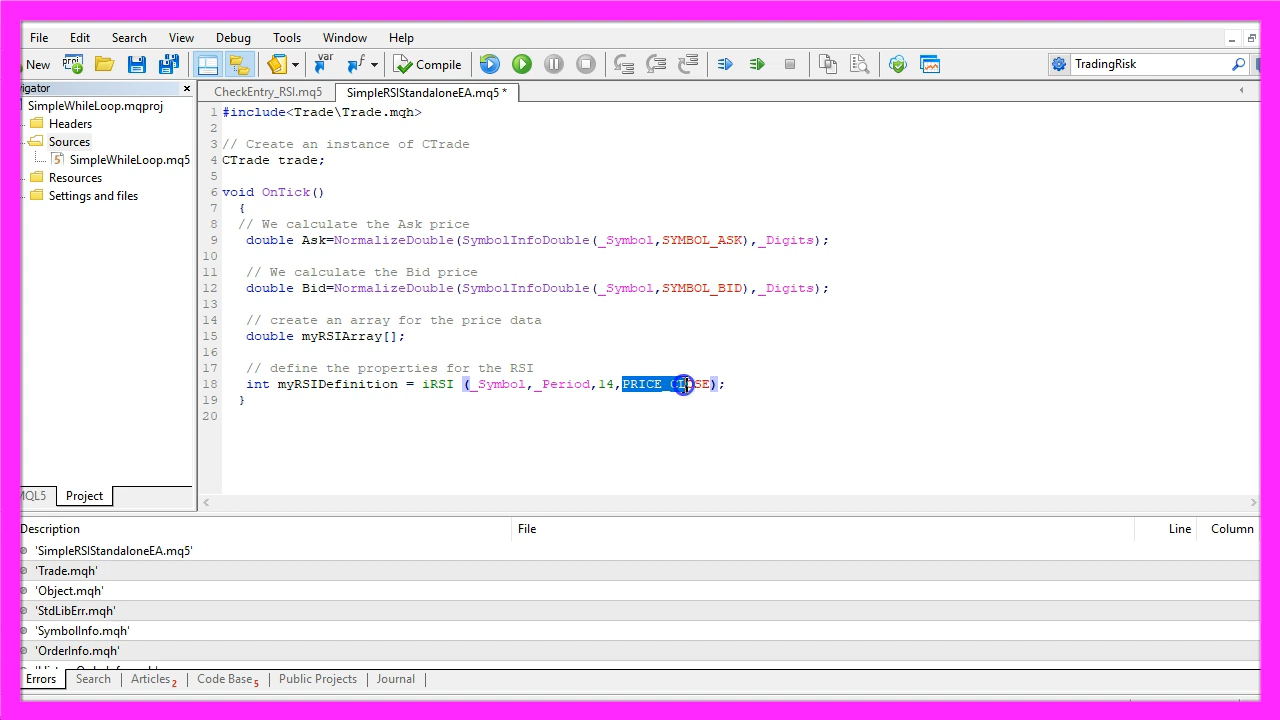 File Edit Search View Debug Tools Window Help
New Compile TradingRisk
SimpleWhileLoop.mqproj
Headers
Sources
SimpleWhileLoop.mq5
Resources
Settings and files
Project
CheckEntry_RSI.mq5 SimpleRSIStandaloneEA.mq5 *
1 #include<Trade\Trade.mqh>
2
3 // Create an instance of CTrade
4 CTrade trade;
5
6 void OnTick()
7 {
8 // We calculate the Ask price
9 double Ask=NormalizeDouble(SymbolInfoDouble(_Symbol,SYMBOL_ASK),_Digits);
10
11 // We calculate the Bid price
12 double Bid=NormalizeDouble(SymbolInfoDouble(_Symbol,SYMBOL_BID),_Digits);
13
14 // create an array for the price data
15 double myRSIArray[];
16
17 // define the properties for the RSI
18 int myRSIDefinition = iRSI (_Symbol,_Period,14,PRICE_CLOSE);
19 }
20
Description File Line Column
'SimpleRSIStandaloneEA.mq5'
'Trade.mqh'
'Object.mqh'
'StdLibErr.mqh'
'SymbolInfo.mqh'
'OrderInfo.mqh'
Errors Search Articles 2 Code Base 5 Public Projects Journal